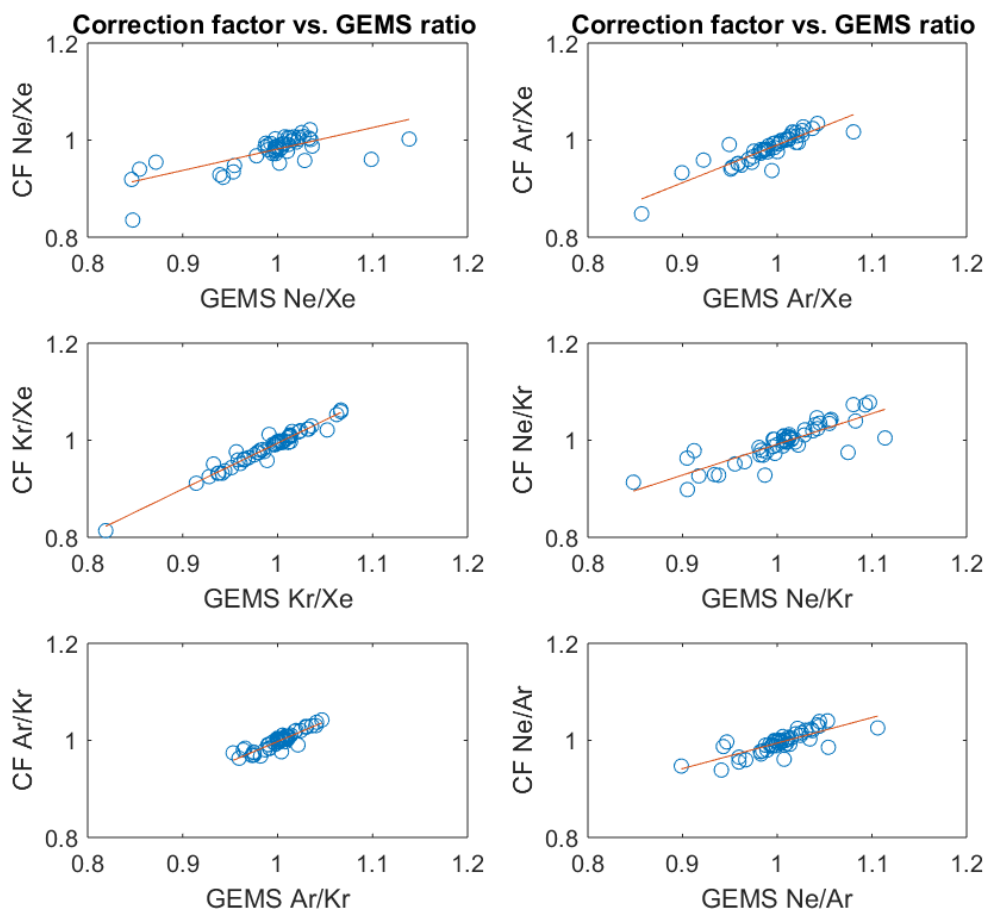 Correction factor vs. GEMS ratio
1.2
1
0.8
CF Ne/Xe
0.8 0.9 1 1.1 1.2
GEMS Ne/Xe
Correction factor vs. GEMS ratio
1.2
1
0.8
CF Ar/Xe
0.8 0.9 1 1.1 1.2
GEMS Ar/Xe
1.2
1
0.8
CF Kr/Xe
0.8 0.9 1 1.1 1.2
GEMS Kr/Xe
1.2
1
0.8
CF Ne/Kr
0.8 0.9 1 1.1 1.2
GEMS Ne/Kr
1.2
1
0.8
CF Ar/Kr
0.8 0.9 1 1.1 1.2
GEMS Ar/Kr
1.2
1
0.8
CF Ne/Ar
0.8 0.9 1 1.1 1.2
GEMS Ne/Ar